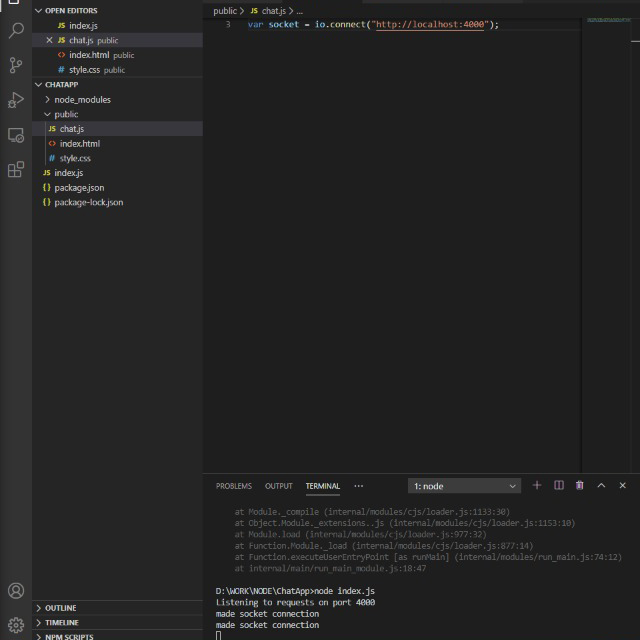 OPEN EDITORS
JS index.js
JS chat.js public
<> index.html public
# style.css public
CHATAPP
node_modules
public
JS chat.js
<> index.html
# style.css
JS index.js
{} package.json
{} package-lock.json
OUTLINE
TIMELINE
NPM SCRIPTS
public > JS chat.js > ...
3 var socket = io.connect("http://localhost:4000");
PROBLEMS OUTPUT TERMINAL ... 1: node
at Module._compile (internal/modules/cjs/loader.js:1133:30)
at Object.Module._extensions..js (internal/modules/cjs/loader.js:1153:10)
at Module.load (internal/modules/cjs/loader.js:977:32)
at Function.Module._load (internal/modules/cjs/loader.js:877:14)
at Function.executeUserEntryPoint [as runMain] (internal/modules/run_main.js:74:12)
at internal/main/run_main_module.js:18:47
D:\WORK\NODE\ChatApp>node index.js
Listening to requests on port 4000
made socket connection
made socket connection